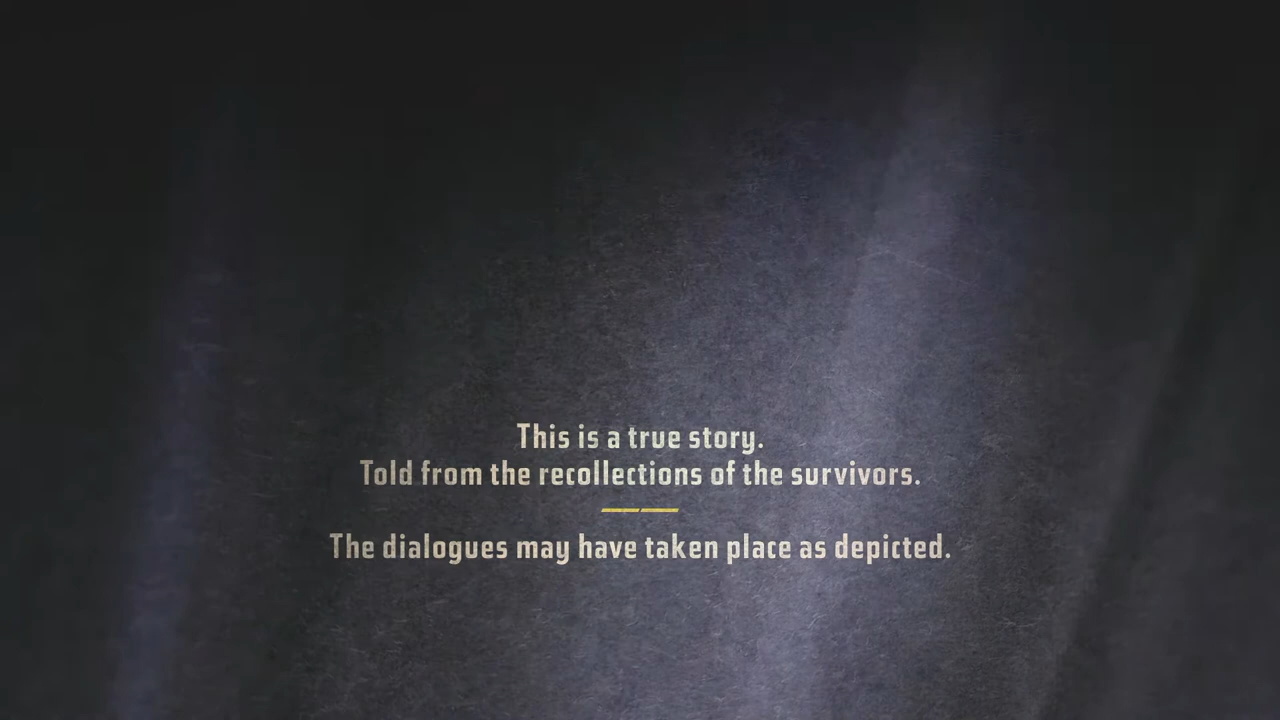 This is a true story.
Told from the recollections of the survivors.
The dialogues may have taken place as depicted.